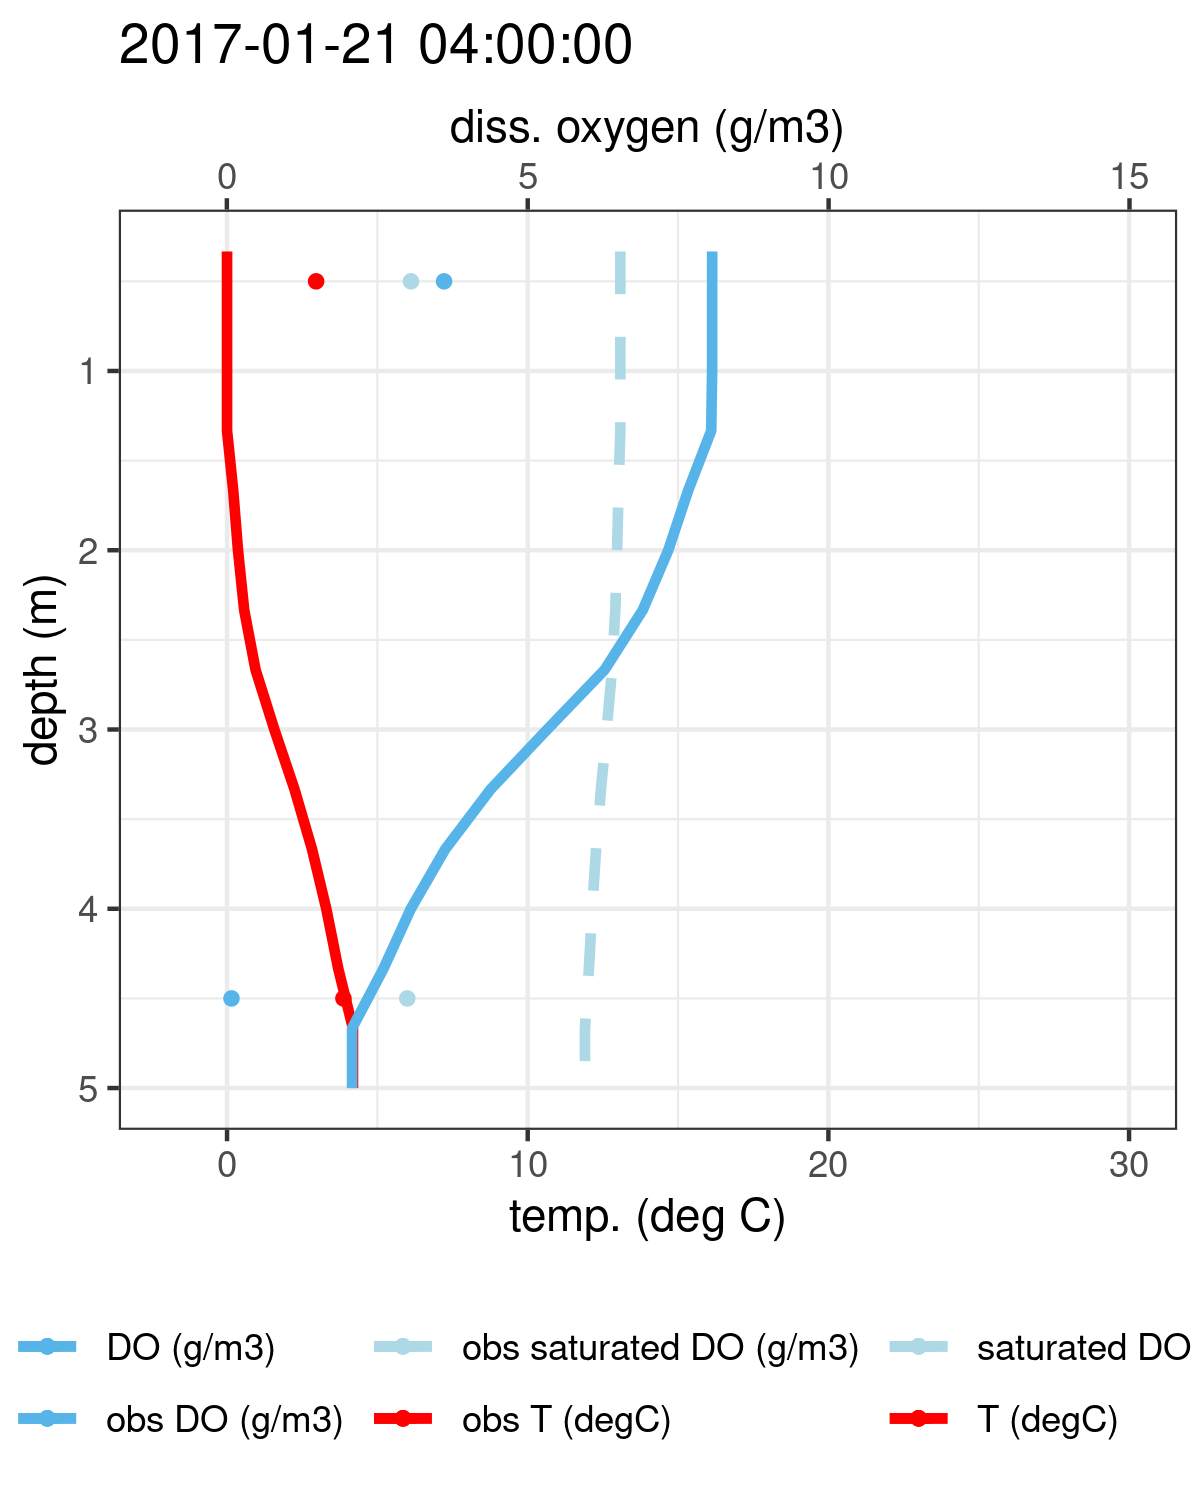 2017-01-21 04:00:00
diss. oxygen (g/m3)
0 5 10 15
depth (m)
1
2
3
4
5
0 10 20 30
temp. (deg C)
DO (g/m3) obs saturated DO (g/m3) saturated DO
obs DO (g/m3) obs T (degC) T (degC)